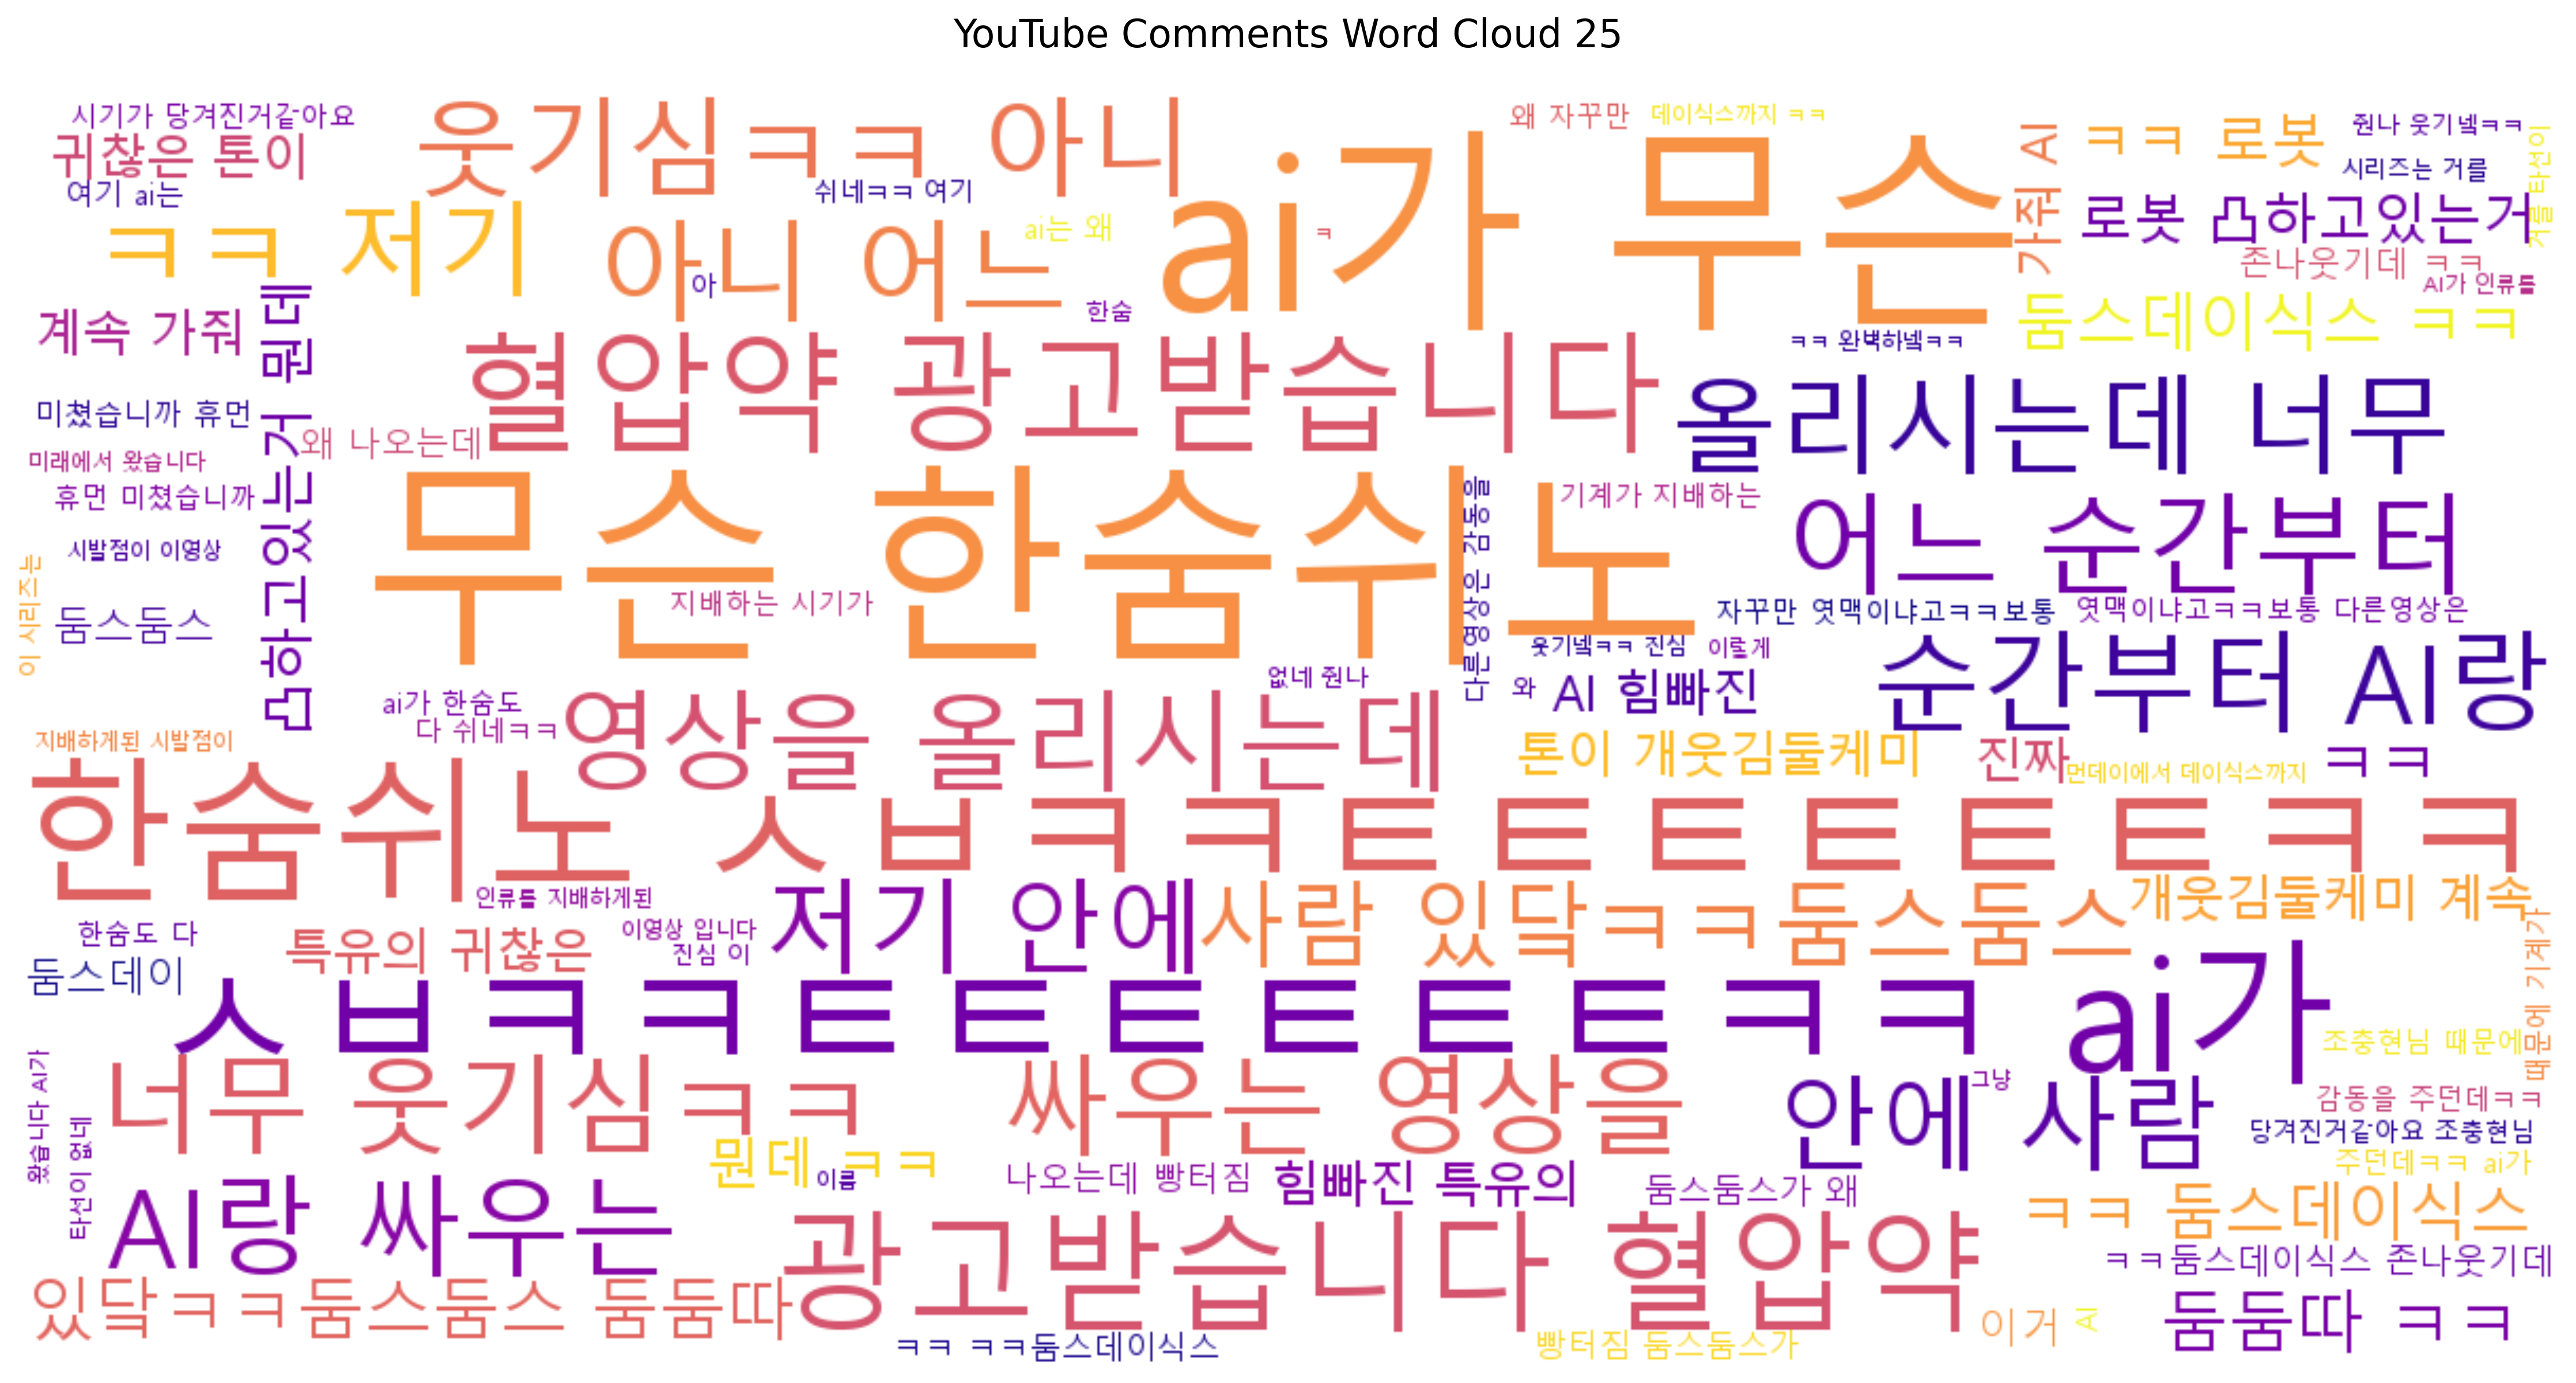 YouTube Comments Word Cloud 25
시기가 당겨진거같아요
귀찮은 톤이
여기 ai는
웃기심ㅋㅋ 아니
왜 자꾸만
데이식스까지 ㅋㅋ
가줘 AI
ㅋㅋ 로봇
줜나 웃기넼ㅋㅋ
시리즈는 거를
거를 타선이
ㅋㅋ 저기
쉬네ㅋㅋ 여기
아니 어느
ai는 왜
ai가 무슨
ㅋ
아
한숨
로봇 凸하고있는거
존나웃기데 ㅋㅋ
AI가 인류를
둠스데이식스 ㅋㅋ
계속 가줘
凸하고있는거 뭔데
혈압약 광고받습니다
ㅋㅋ 완벽하넼ㅋㅋ
올리시는데 너무
미쳤습니까 휴먼
왜 나오는데
미래에서 왔습니다
휴먼 미쳤습니까
무슨 한숨쉬노
다른영상은 감동을
기계가 지배하는
어느 순간부터
시발점이 이영상
이 시리즈는
둠스둠스
지배하는 시기가
자꾸만 엿맥이냐고ㅋㅋ보통
엿맥이냐고ㅋㅋ보통 다른영상은
웃기넼ㅋㅋ 진심
이렇게
없네 줜나
와
AI 힘빠진
순간부터 AI랑
ai가 한숨도
다 쉬네ㅋㅋ
영상을 올리시는데
지배하게된 시발점이
톤이 개웃김둘케미
진짜
먼데이에서 데이식스까지
ㅋㅋ
한숨쉬노 ㅅㅂㅋㅋㅌㅌㅌㅌㅌㅌㅋㅋ
인류를 지배하게된
저기 안에
사람 있닼ㅋㅋ둠스둠스
개웃김둘케미 계속
한숨도 다
특유의 귀찮은
이영상 입니다
진심 이
둠스데이
ㅅㅂㅋㅋㅌㅌㅌㅌㅌㅌㅋㅋ ai가
때문에 기계가
조충현님 때문에
왔습니다 AI가
타선이 없네
너무 웃기심ㅋㅋ
싸우는 영상을
안에 사람
그냥
감동을 주던데ㅋㅋ
당겨진거같아요 조충현님
주던데ㅋㅋ ai가
뭔데 ㅋㅋ
이름
나오는데 빵터짐
힘빠진 특유의
둠스둠스가 왜
AI랑 싸우는
광고받습니다 혈압약
ㅋㅋ 둠스데이식스
ㅋㅋ둠스데이식스 존나웃기데
있닼ㅋㅋ둠스둠스 둠둠따
ㅋㅋ ㅋㅋ둠스데이식스
빵터짐 둠스둠스가
이거
AI
둠둠따 ㅋㅋ